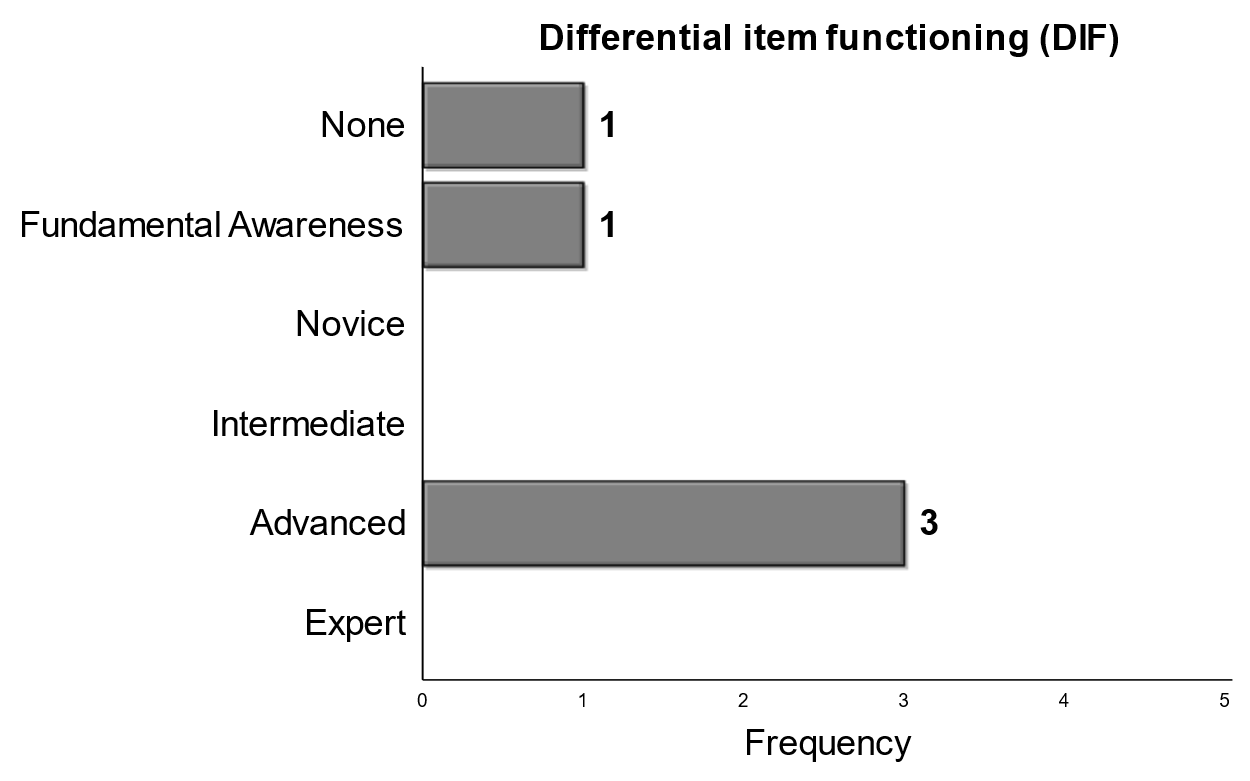 Differential item functioning (DIF)
None 1
Fundamental Awareness 1
Novice
Intermediate
Advanced 3
Expert
0 1 2 3 4 5
Frequency